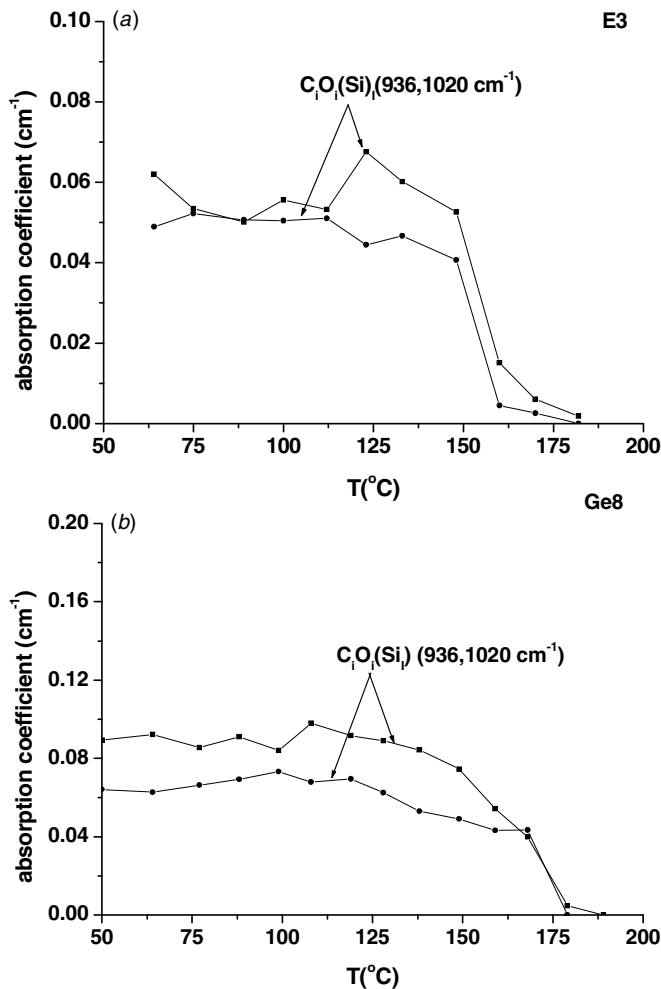 (a)
E3
0.10
0.08
0.06
0.04
0.02
0.00
absorption coefficient (cm⁻¹)
CᵢOᵢ(Si)ᵢ(936,1020 cm⁻¹)
50 75 100 125 150 175 200
T(°C)
Ge8
(b)
0.20
0.16
0.12
0.08
0.04
0.00
absorption coefficient (cm⁻¹)
CᵢOᵢ(Siᵢ) (936,1020 cm⁻¹)
50 75 100 125 150 175 200
T(°C)